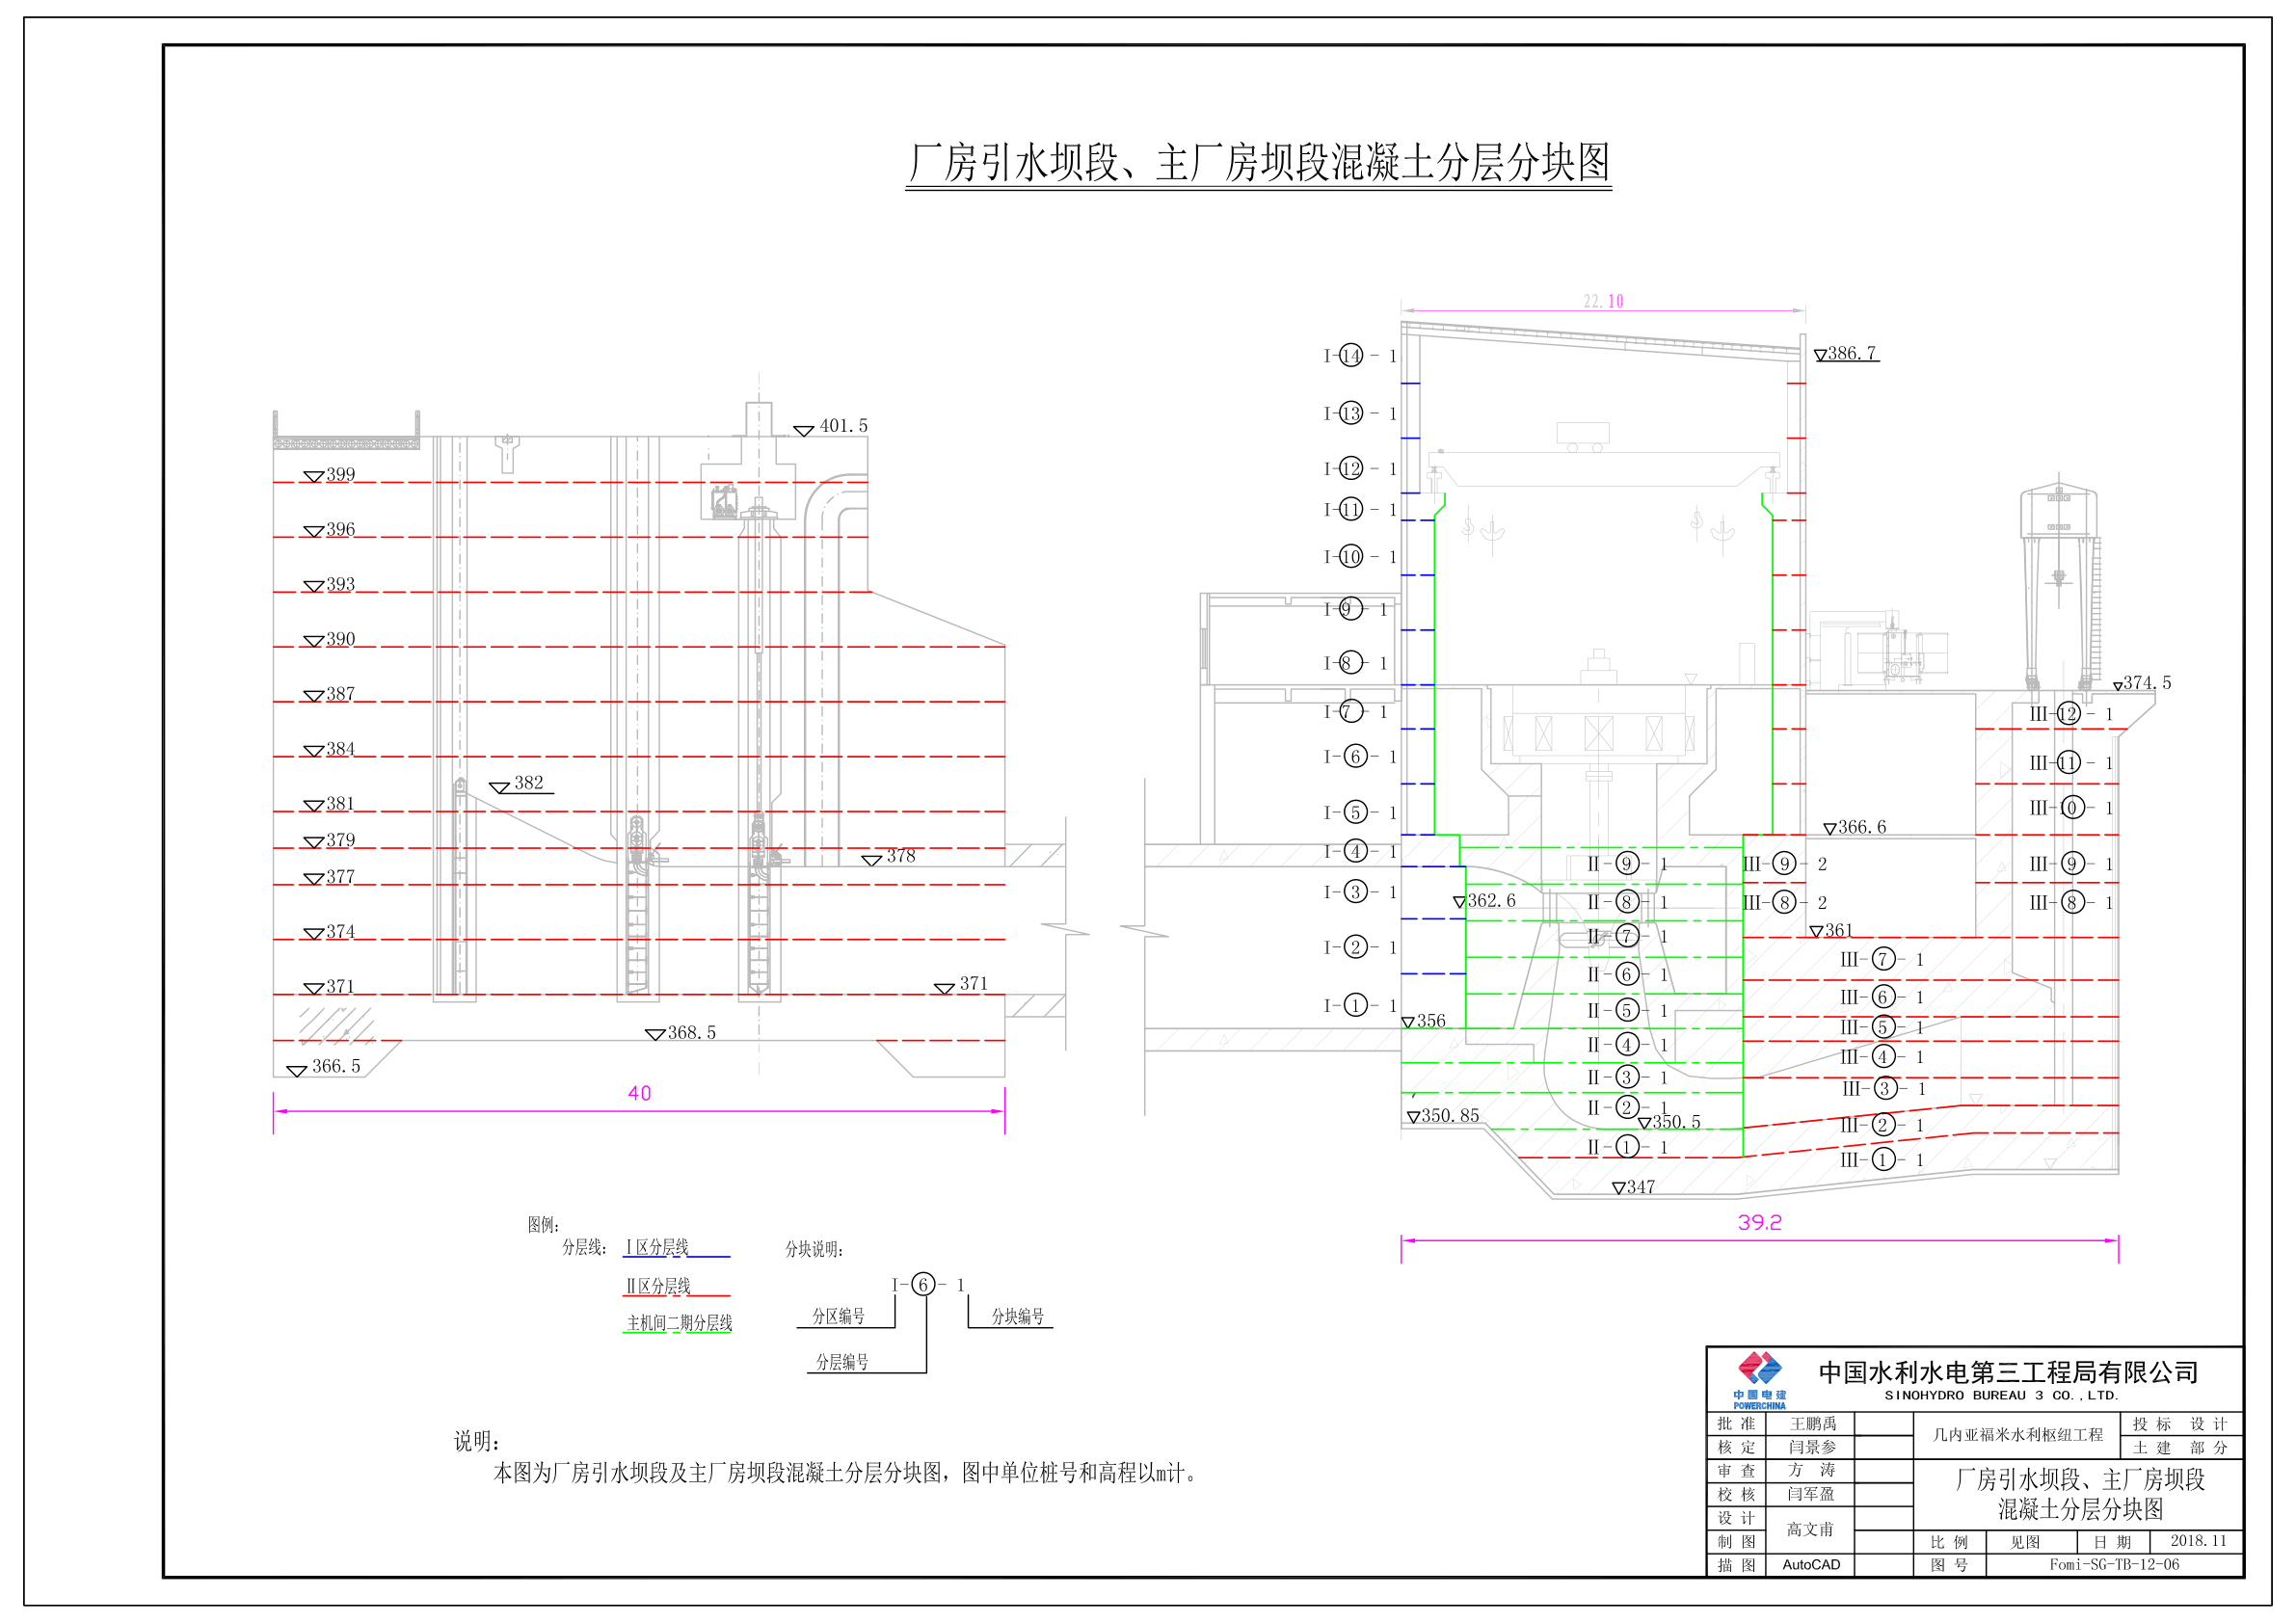 厂房引水坝段、主厂房坝段混凝土分层分块图
22.10
I-⑭-1
386.7
I-⑬-1
401.5
I-⑫-1
399
I-⑪-1
396
I-⑩-1
393
I-⑨-1
390
I-⑧-1
387
374.5
I-⑦-1
III-⑫-1
384
I-⑥-1
III-⑪-1
382
381
I-⑤-1
III-⑩-1
379
366.6
I-④-1
378
II-⑨-1
III-⑨-2
III-⑨-1
377
I-③-1
362.6
II-⑧-1
III-⑧-2
III-⑧-1
374
361
I-②-1
II-⑦-1
III-⑦-1
371
371
II-⑥-1
I-①-1
III-⑥-1
II-⑤-1
356
III-⑤-1
368.5
II-④-1
III-④-1
366.5
II-③-1
III-③-1
40
II-②-1
350.85
350.5
III-②-1
II-①-1
III-①-1
347
39.2
图例:
分层线: I区分层线
分块说明:
II区分层线
I-⑥-1
主机间二期分层线
分区编号
分块编号
分层编号
说明:
本图为厂房引水坝段及主厂房坝段混凝土分层分块图，图中单位桩号和高程以m计。
中国电建
POWERCHINA
中国水利水电第三工程局有限公司
SINOHYDRO BUREAU 3 CO.,LTD.
批 准 王鹏禹
几内亚福米水利枢纽工程
投 标 设 计
核 定 闫景参
土 建 部 分
审 查 方 涛
厂房引水坝段、主厂房坝段
校 核 闫军盈
混凝土分层分块图
设 计
高文甫
制 图
比 例 见图 日 期 2018.11
描 图 AutoCAD
图 号 Fomi-SG-TB-12-06